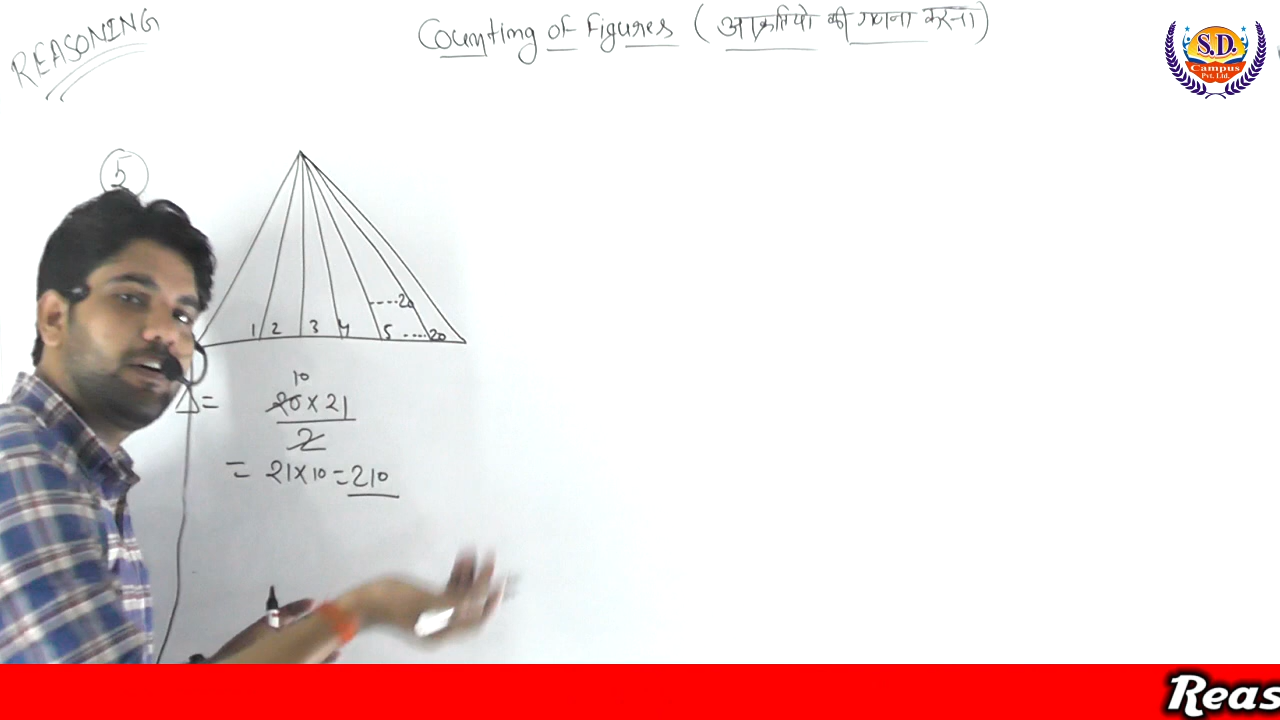 REASONING
Counting of Figures (आक्रतियो की गणना करना)
S.D.
Campus
Pvt. Ltd.
5
----20
1 2 3 4 5 ----20
10
Δ= 20 x 21
2
= 21 x 10 = 210
Reas